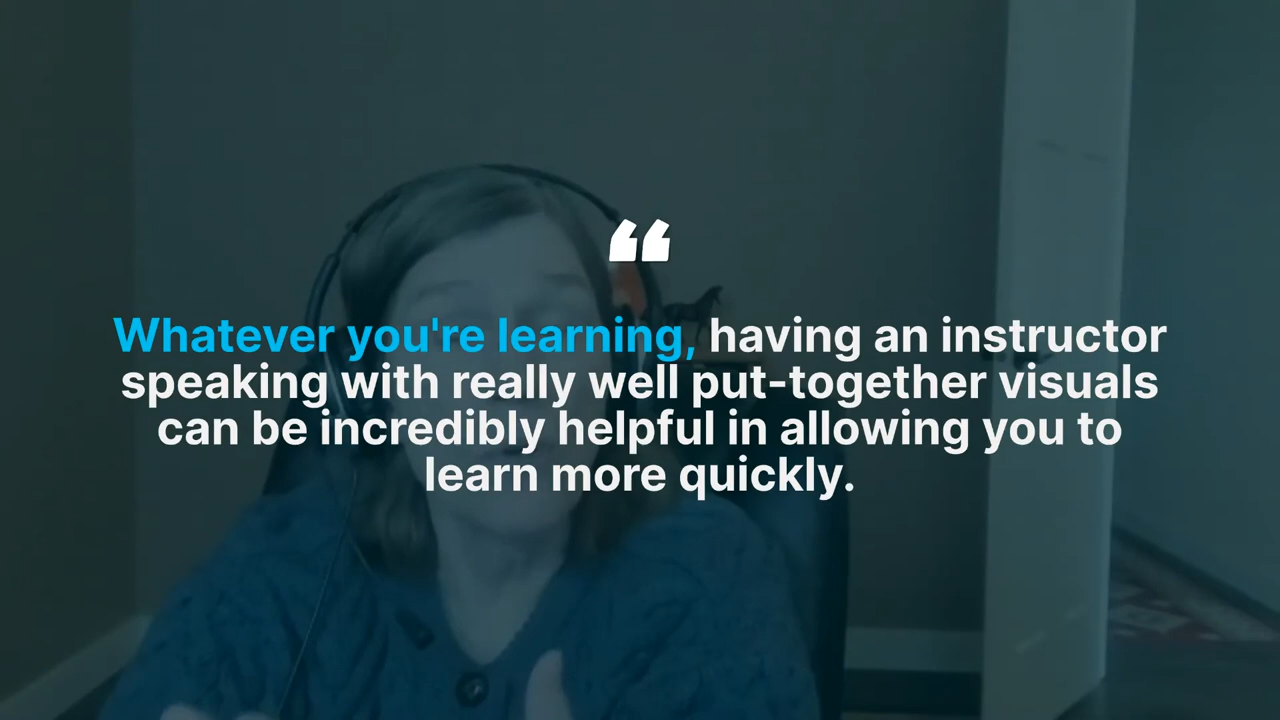 “
Whatever you're learning, having an instructor
speaking with really well put-together visuals
can be incredibly helpful in allowing you to
learn more quickly.